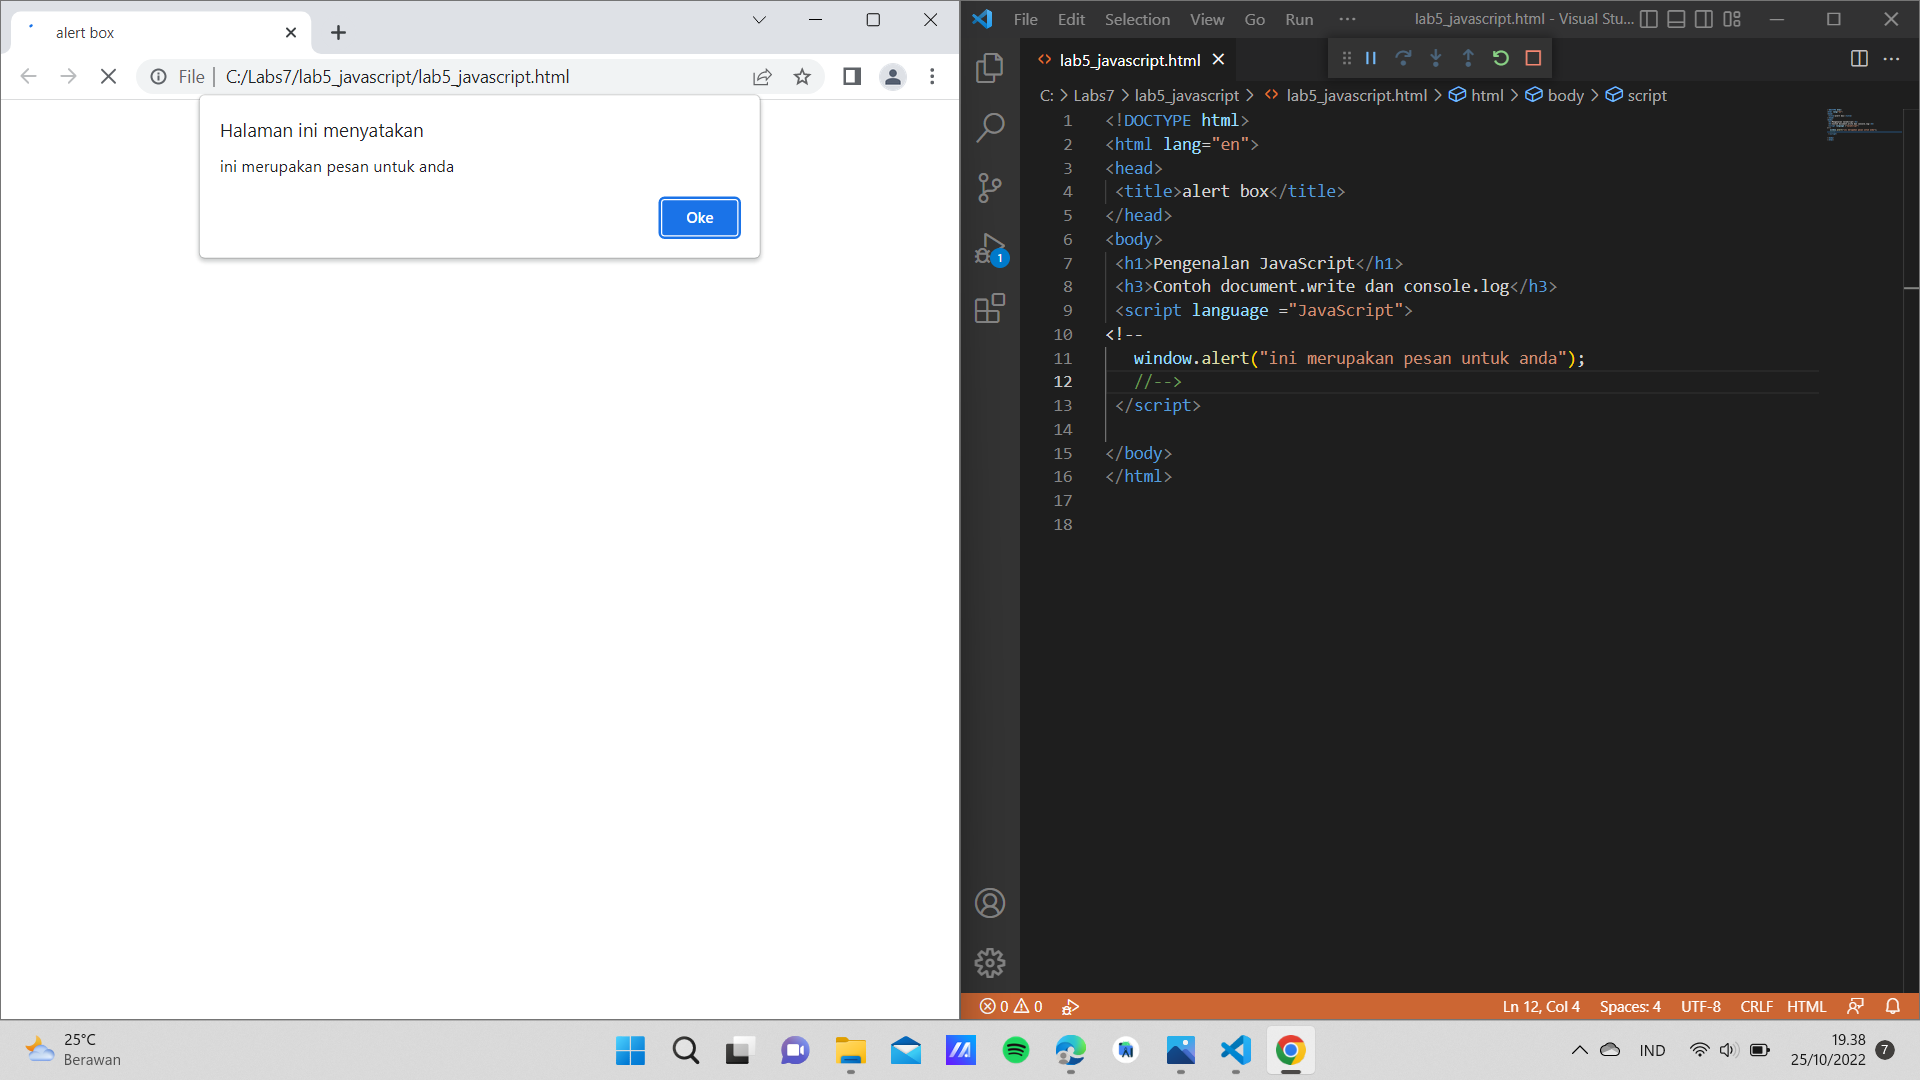 alert box
File
C:/Labs7/lab5_javascript/lab5_javascript.html
Halaman ini menyatakan
ini merupakan pesan untuk anda
Oke
File Edit Selection View Go Run ··· lab5_javascript.html - Visual Stu...
lab5_javascript.html
C: > Labs7 > lab5_javascript > lab5_javascript.html > html > body > script
1 <!DOCTYPE html>
2 <html lang="en">
3 <head>
4 <title>alert box</title>
5 </head>
6 <body>
7 <h1>Pengenalan JavaScript</h1>
8 <h3>Contoh document.write dan console.log</h3>
9 <script language ="JavaScript">
10 <!--
11 window.alert("ini merupakan pesan untuk anda");
12 //-->
13 </script>
14
15 </body>
16 </html>
17
18
1
0 0
Ln 12, Col 4 Spaces: 4 UTF-8 CRLF HTML
25°C
Berawan
IND
19.38
25/10/2022
7